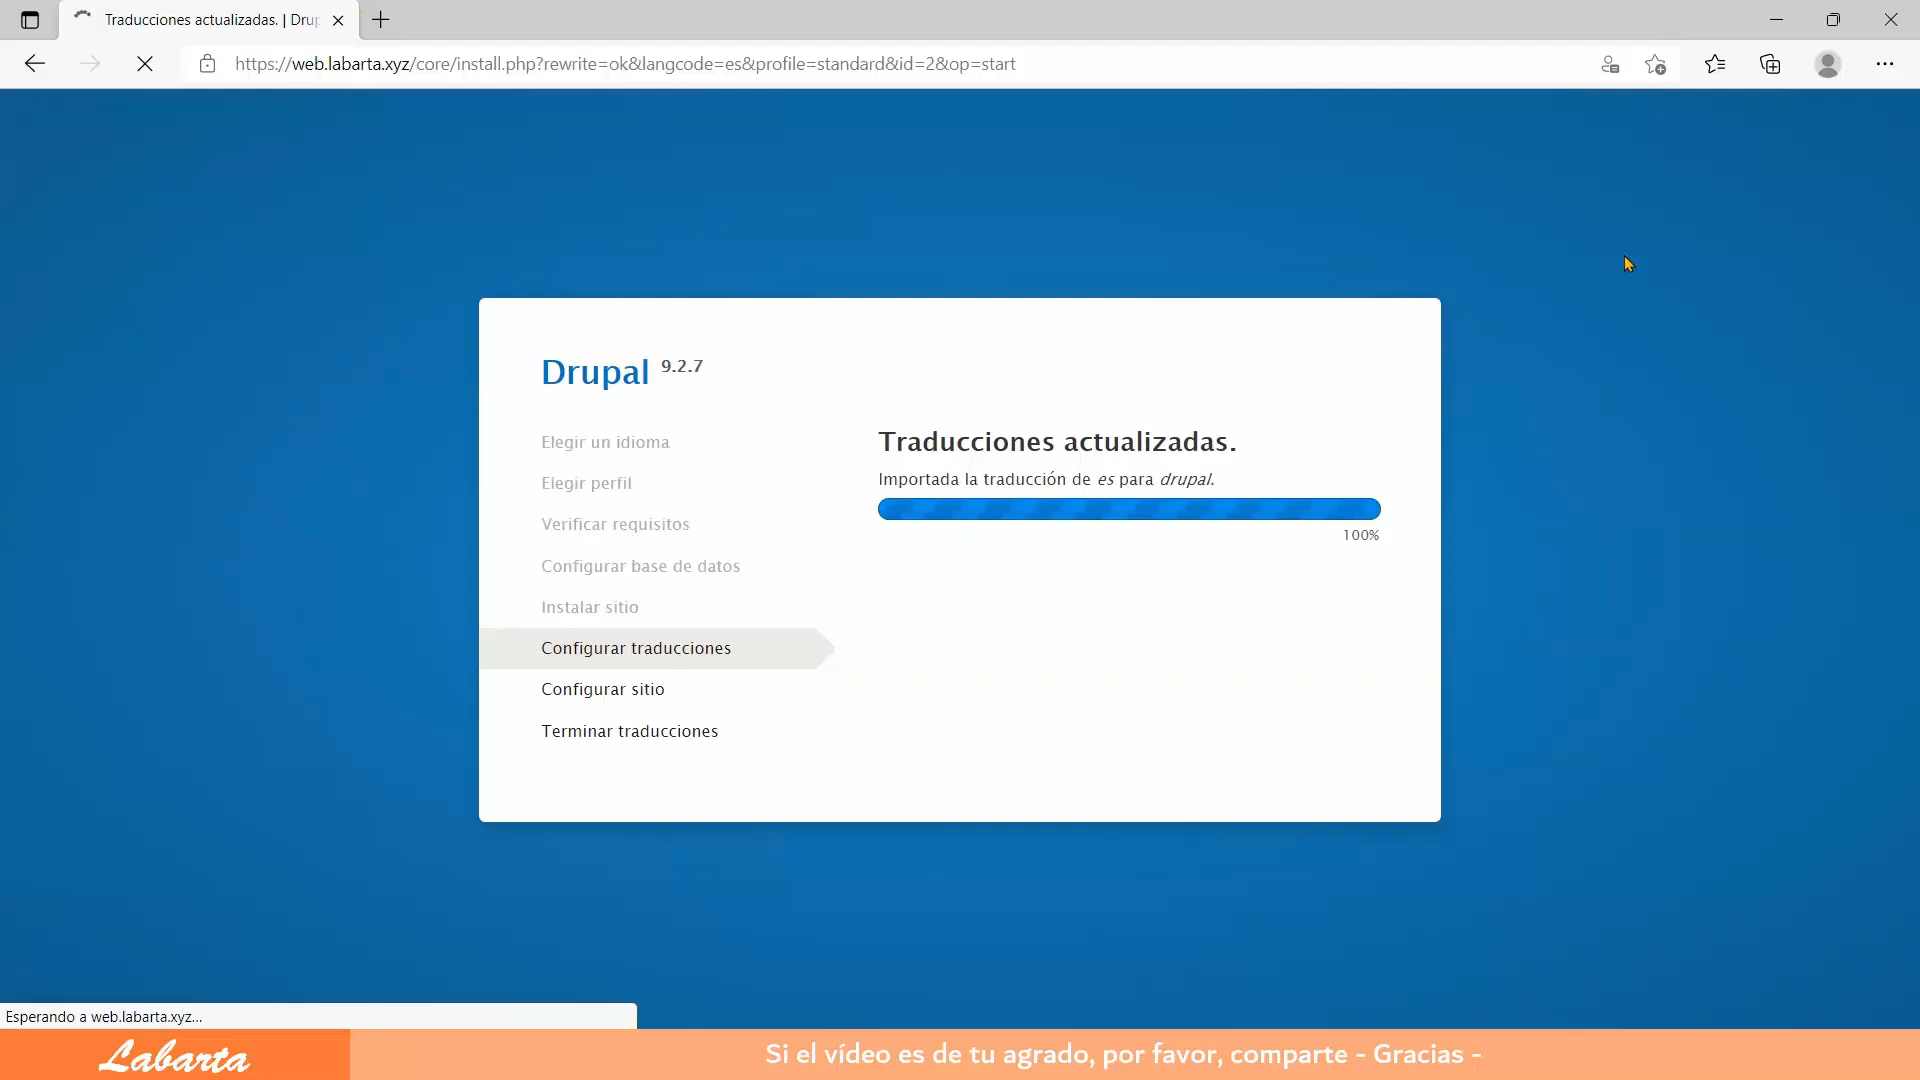 Traducciones actualizadas. | Drup
https://web.labarta.xyz/core/install.php?rewrite=ok&langcode=es&profile=standard&id=2&op=start
Drupal 9.2.7
Elegir un idioma
Elegir perfil
Verificar requisitos
Configurar base de datos
Instalar sitio
Configurar traducciones
Configurar sitio
Terminar traducciones
Traducciones actualizadas.
Importada la traducción de es para drupal.
100%
Esperando a web.labarta.xyz...
Labarta
Si el vídeo es de tu agrado, por favor, comparte - Gracias -